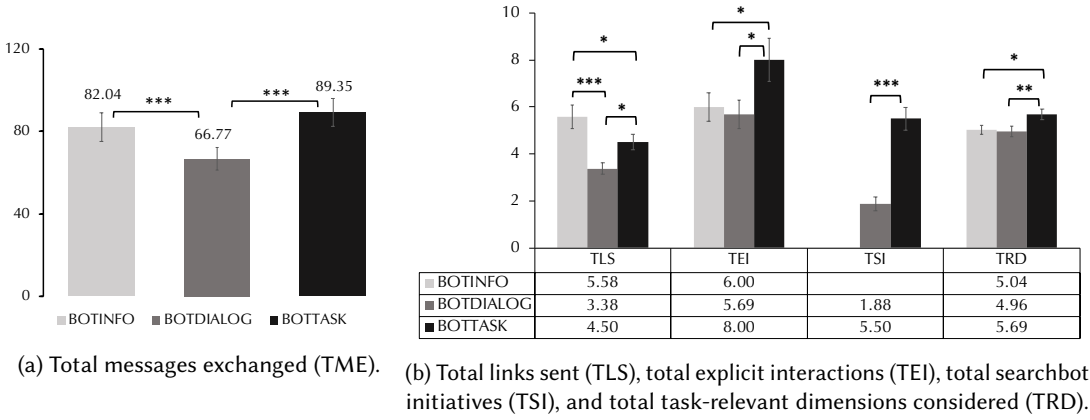 120
80
40
0
82.04
***
66.77
***
89.35
BOTINFO BOTDIALOG BOTTASK
(a) Total messages exchanged (TME).
10
8
6
4
2
0
*
***
*
*
*
***
*
**
TLS TEI TSI TRD
BOTINFO 5.58 6.00 5.04
BOTDIALOG 3.38 5.69 1.88 4.96
BOTTASK 4.50 8.00 5.50 5.69
(b) Total links sent (TLS), total explicit interactions (TEI), total searchbot
initiatives (TSI), and total task-relevant dimensions considered (TRD).